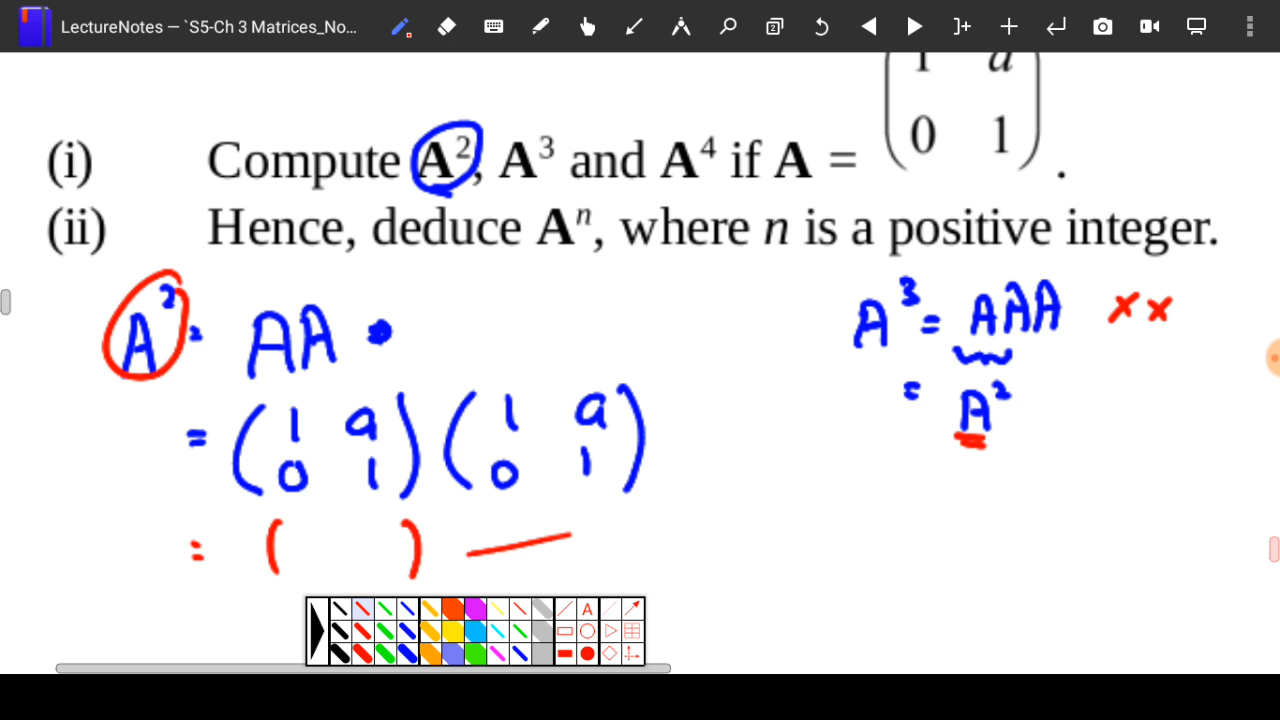 LectureNotes — `S5-Ch 3 Matrices_No...
1 a
0 1
(i) Compute A², A³ and A⁴ if A = .
(ii) Hence, deduce Aⁿ, where n is a positive integer.
A² = AA
= (1 a) (1 a)
(0 1) (0 1)
= ( )
A³ = AAA ××
= A²